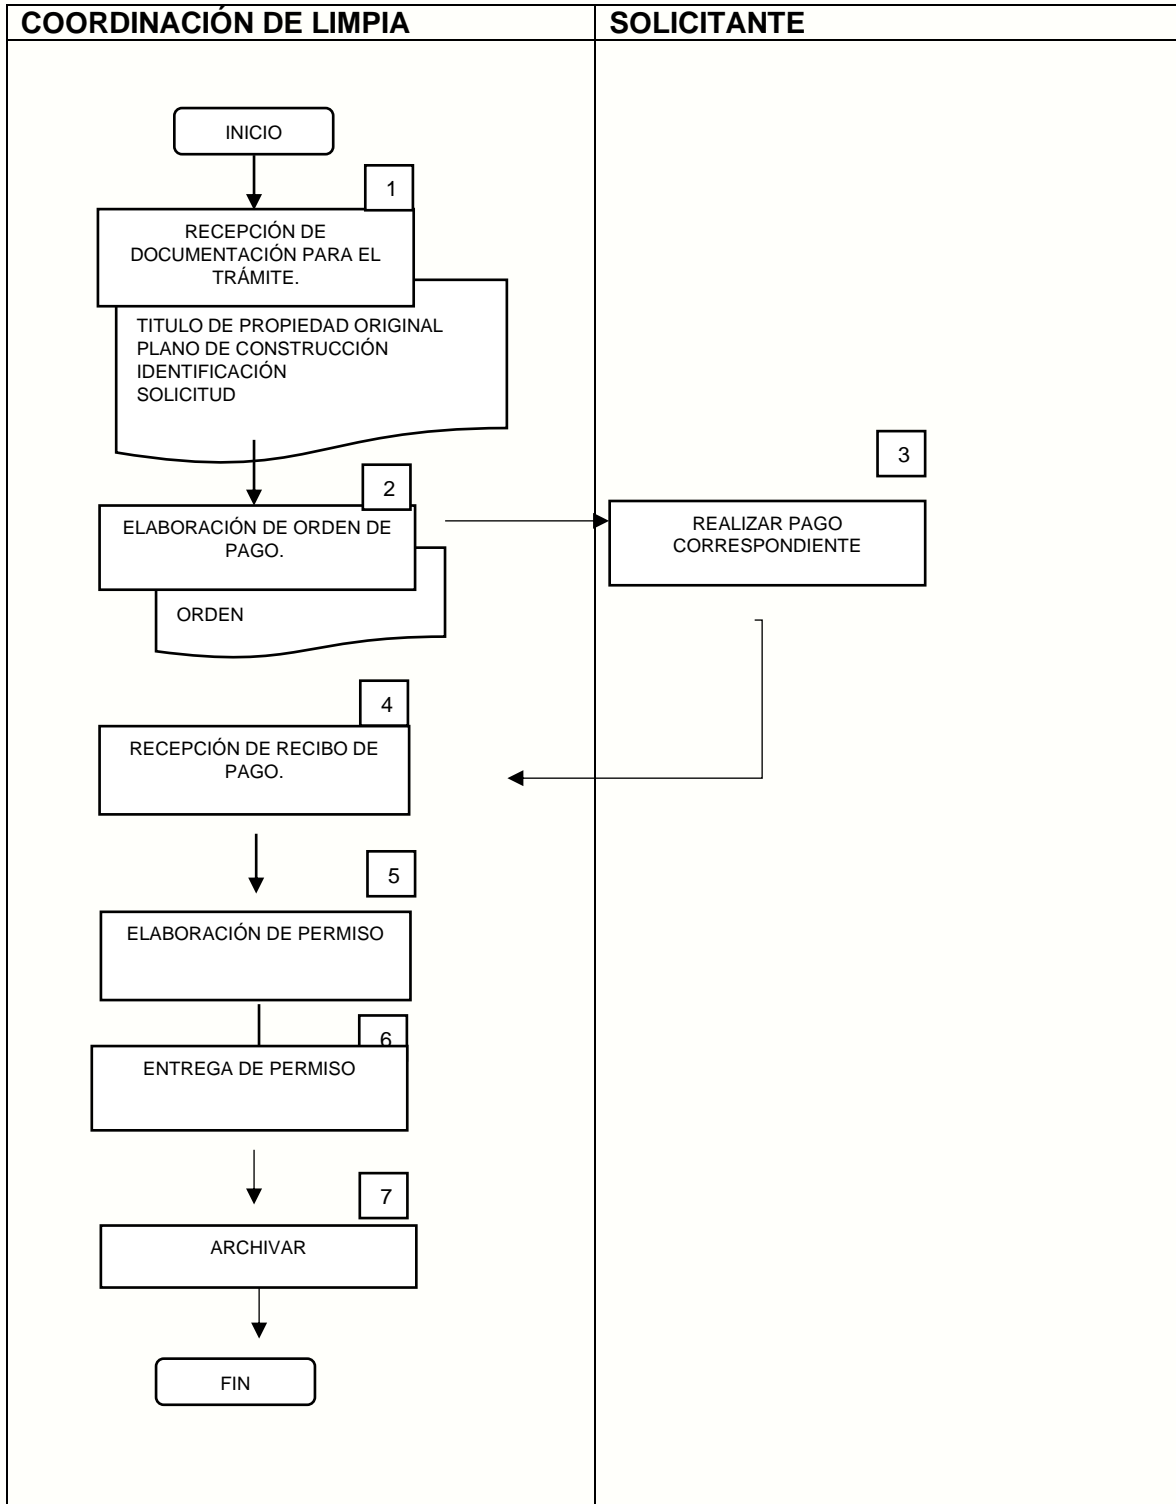 COORDINACIÓN DE LIMPIA
SOLICITANTE
INICIO
1
RECEPCIÓN DE
DOCUMENTACIÓN PARA EL
TRÁMITE.
TITULO DE PROPIEDAD ORIGINAL
PLANO DE CONSTRUCCIÓN
IDENTIFICACIÓN
SOLICITUD
2
ELABORACIÓN DE ORDEN DE
PAGO.
ORDEN
3
REALIZAR PAGO
CORRESPONDIENTE
4
RECEPCIÓN DE RECIBO DE
PAGO.
5
ELABORACIÓN DE PERMISO
6
ENTREGA DE PERMISO
7
ARCHIVAR
FIN